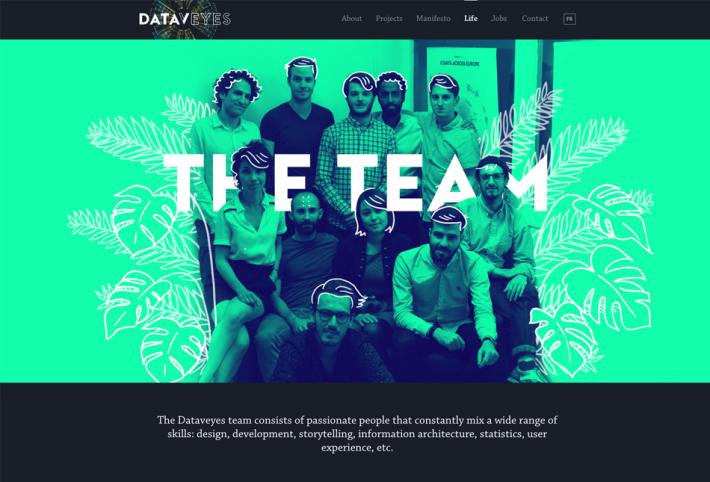 DATAVEYES
About Projects Manifesto Life Jobs Contact FR
5 DAYS ACROSS EUROPE
THE TEAM
The Dataveyes team consists of passionate people that constantly mix a wide range of
skills: design, development, storytelling, information architecture, statistics, user
experience, etc.